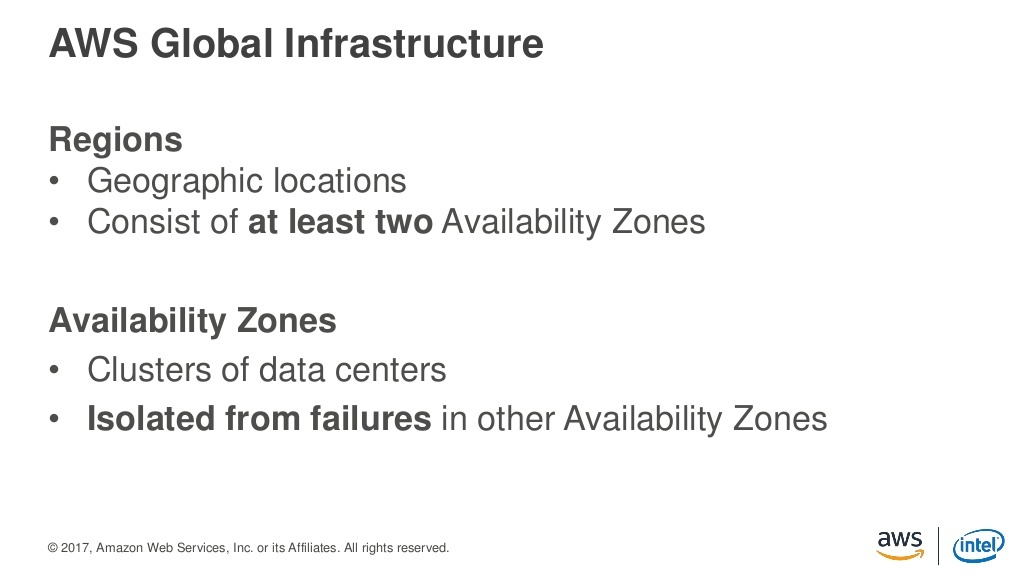 AWS Global Infrastructure
Regions
• Geographic locations
• Consist of at least two Availability Zones
Availability Zones
• Clusters of data centers
• Isolated from failures in other Availability Zones
© 2017, Amazon Web Services, Inc. or its Affiliates. All rights reserved.
aws
intel